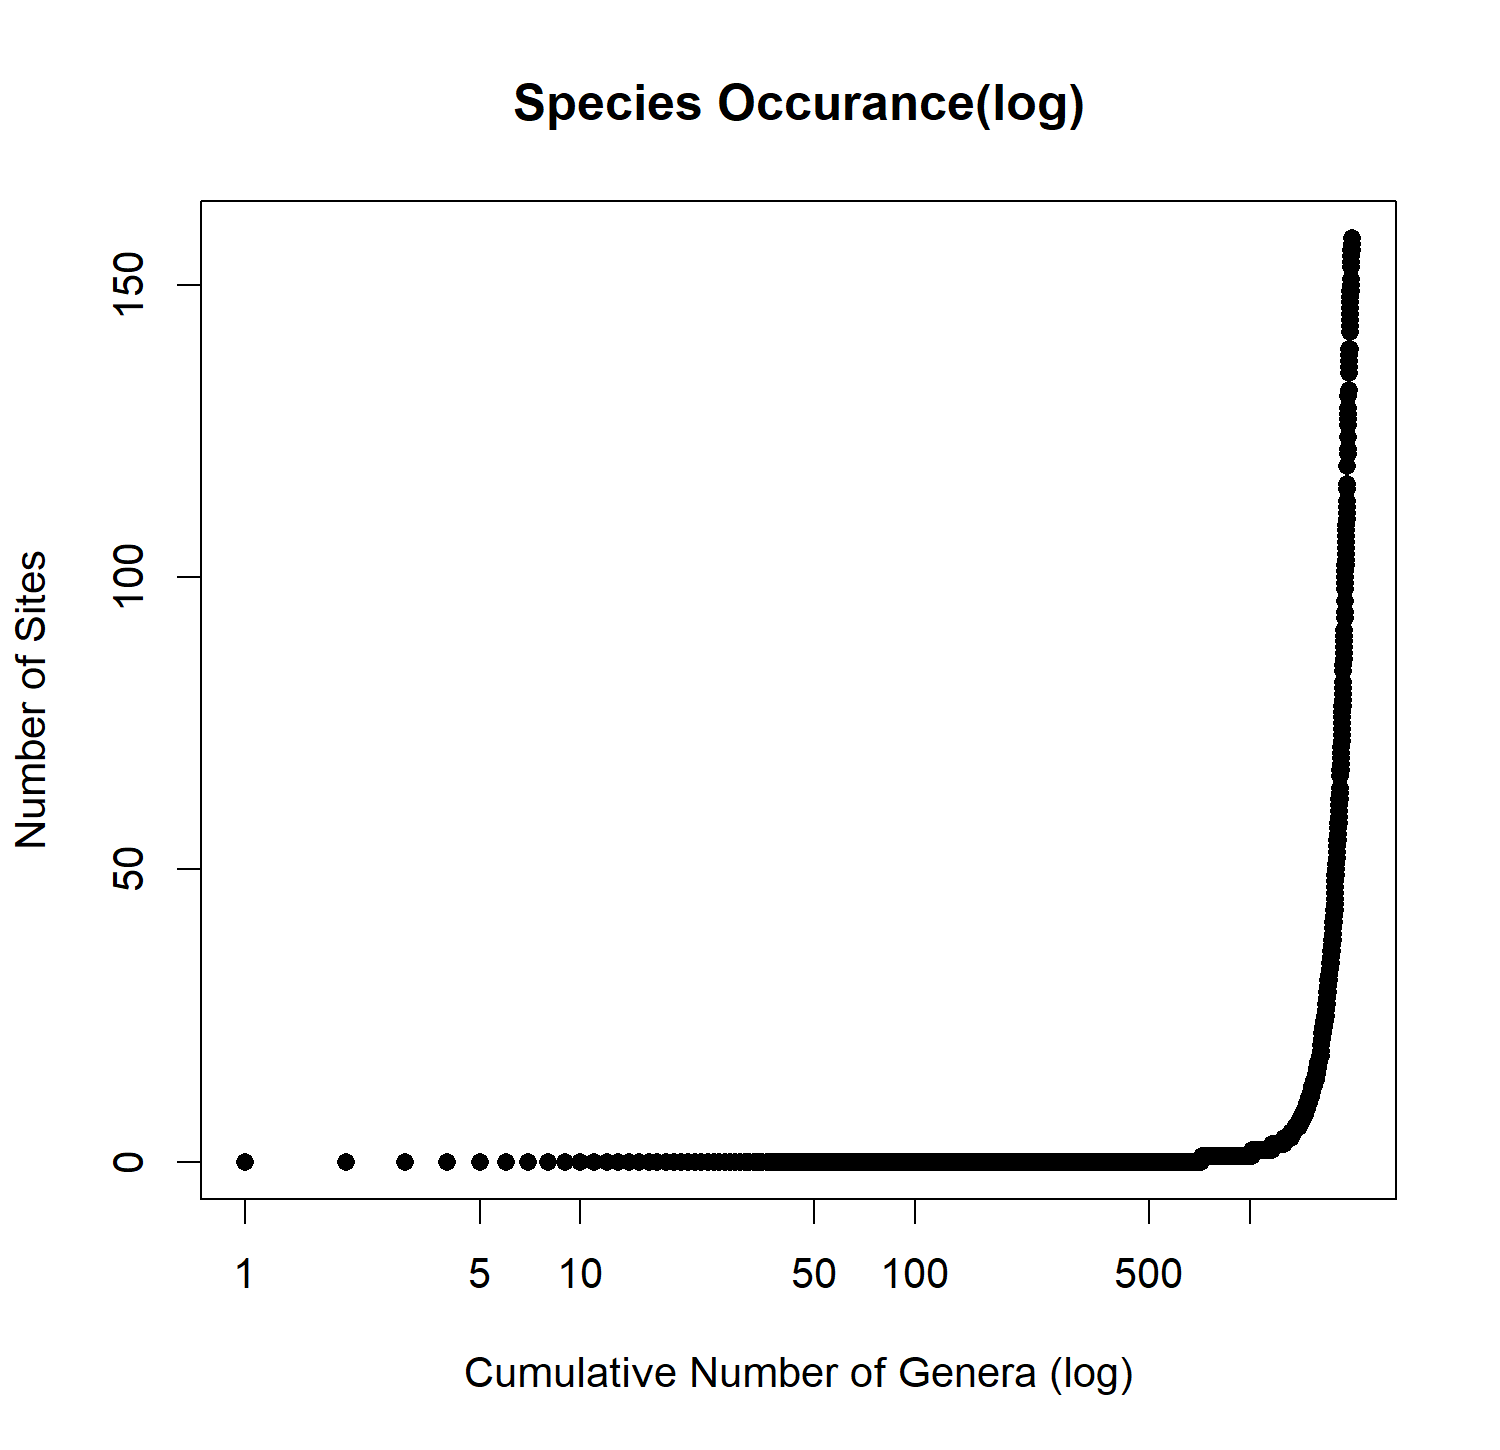 Species Occurance(log)
150
100
50
0
Number of Sites
1 5 10 50 100 500
Cumulative Number of Genera (log)